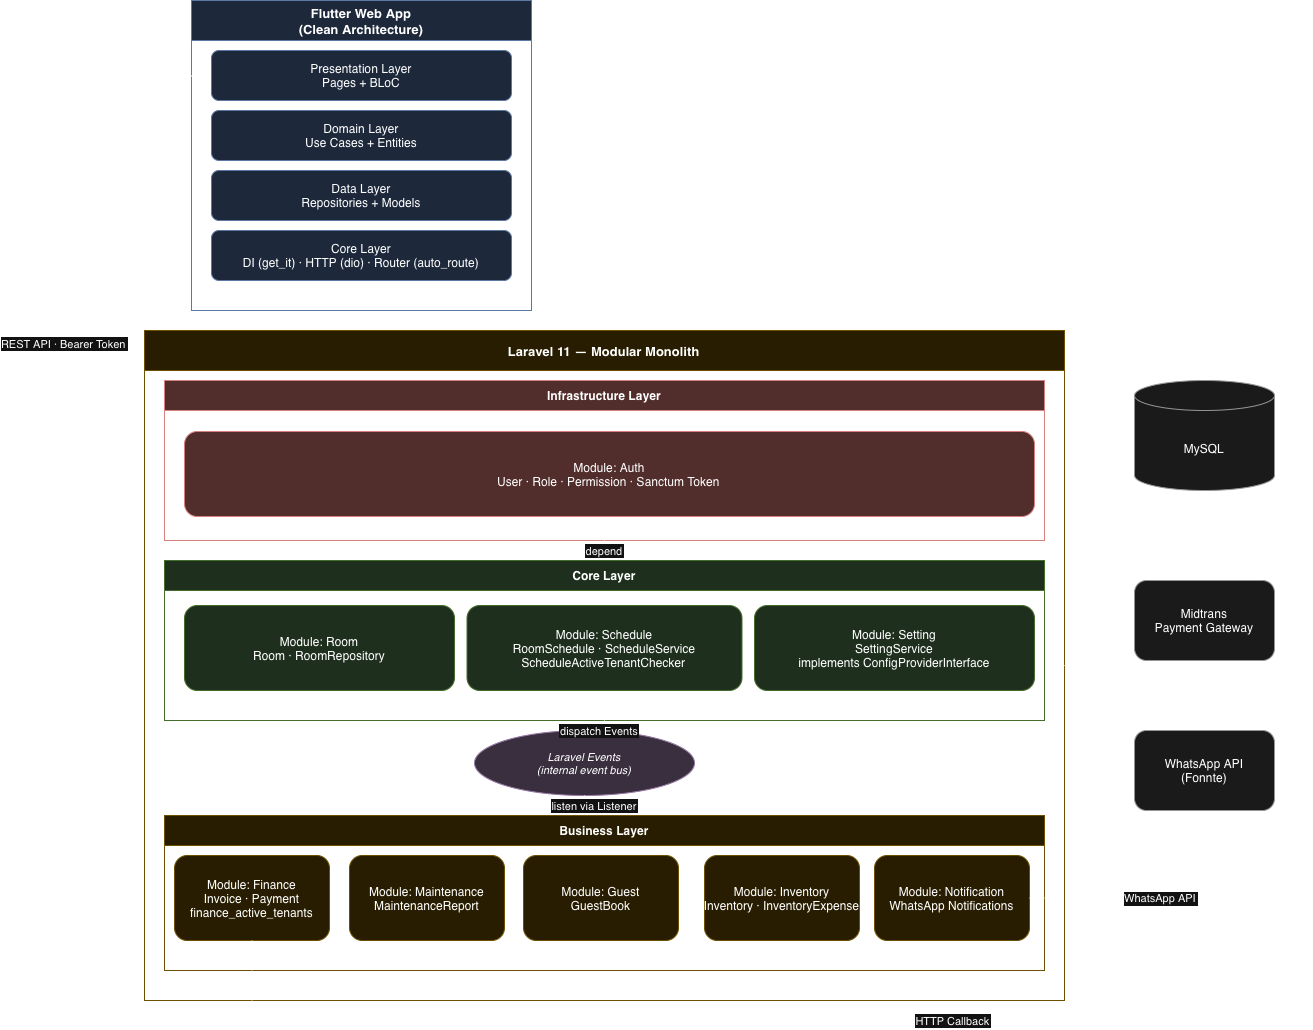 Flutter Web App
(Clean Architecture)
Presentation Layer
Pages + BLoC
Domain Layer
Use Cases + Entities
Data Layer
Repositories + Models
Core Layer
DI (get_it) · HTTP (dio) · Router (auto_route)
REST API · Bearer Token
Laravel 11 — Modular Monolith
Infrastructure Layer
Module: Auth
User · Role · Permission · Sanctum Token
depend
Core Layer
Module: Room
Room · RoomRepository
Module: Schedule
RoomSchedule · ScheduleService
ScheduleActiveTenantChecker
Module: Setting
SettingService
implements ConfigProviderInterface
dispatch Events
Laravel Events
(internal event bus)
listen via Listener
Business Layer
Module: Finance
Invoice · Payment
finance_active_tenants
Module: Maintenance
MaintenanceReport
Module: Guest
GuestBook
Module: Inventory
Inventory · InventoryExpense
Module: Notification
WhatsApp Notifications
MySQL
Midtrans
Payment Gateway
WhatsApp API
(Fonnte)
WhatsApp API
HTTP Callback